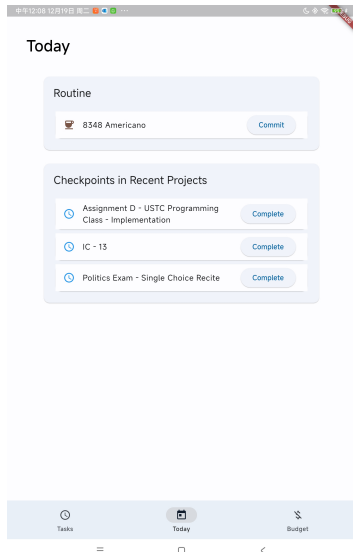 中午12:08 12月19日 周二
Today
Routine
8348 Americano
Commit
Checkpoints in Recent Projects
Assignment D - USTC Programming
Class - Implementation
Complete
IC - 13
Complete
Politics Exam - Single Choice Recite
Complete
Tasks
Today
Budget